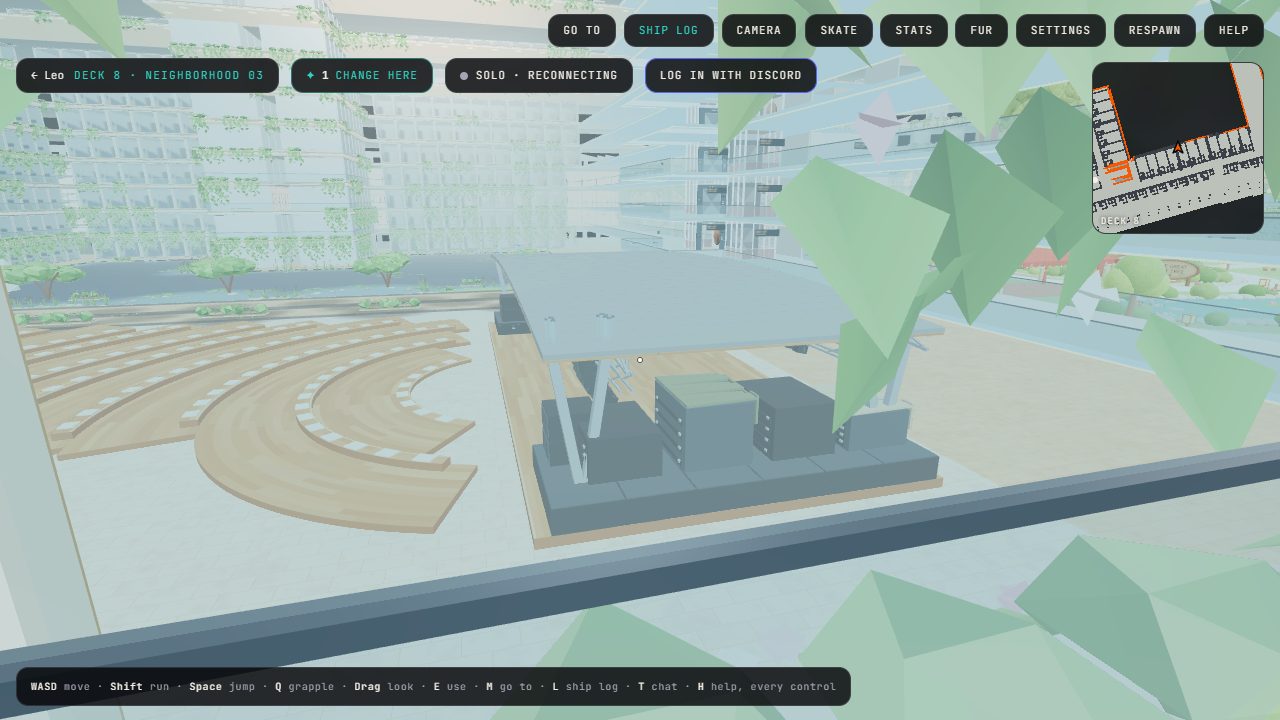 GO TO
SHIP LOG
CAMERA
SKATE
STATS
FUR
SETTINGS
RESPAWN
HELP
← Leo DECK 8 · NEIGHBORHOOD 03
✦ 1 CHANGE HERE
SOLO · RECONNECTING
LOG IN WITH DISCORD
DECK 8
WASD move · Shift run · Space jump · Q grapple · Drag look · E use · M go to · L ship log · T chat · H help, every control